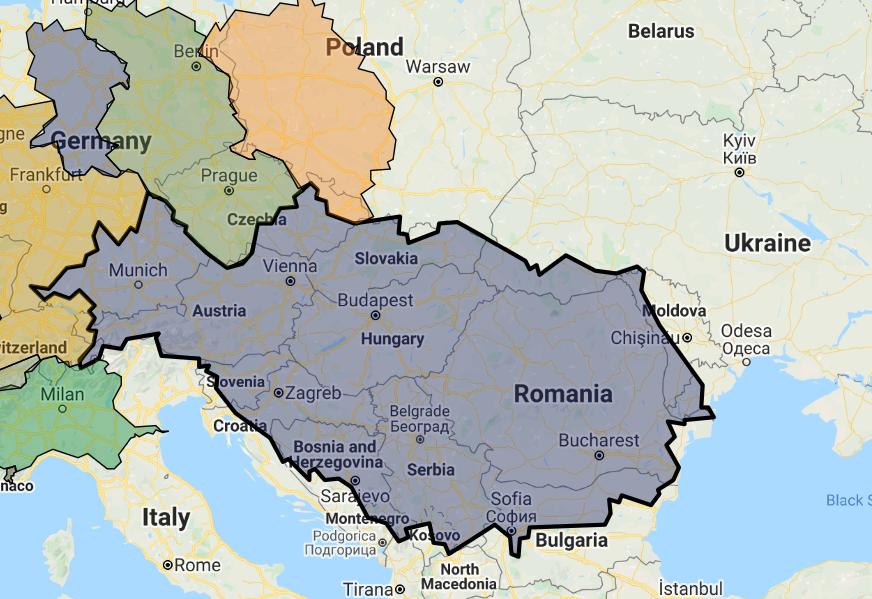 Hamburg
Berlin
Poland
Belarus
Warsaw
Germany
Kyiv
Київ
Frankfurt
Prague
Czechia
Ukraine
Munich
Vienna
Slovakia
Austria
Budapest
Hungary
Moldova
Chișinău
Odesa
Одеса
itzerland
Slovenia
Zagreb
Romania
Milan
Croatia
Belgrade
Београд
Bosnia and
Herzegovina
Serbia
Bucharest
Sarajevo
Sofia
София
Black S
naco
Italy
Montenegro
Podgorica
Подгорица
Kosovo
Bulgaria
Rome
North
Macedonia
Tirana
İstanbul